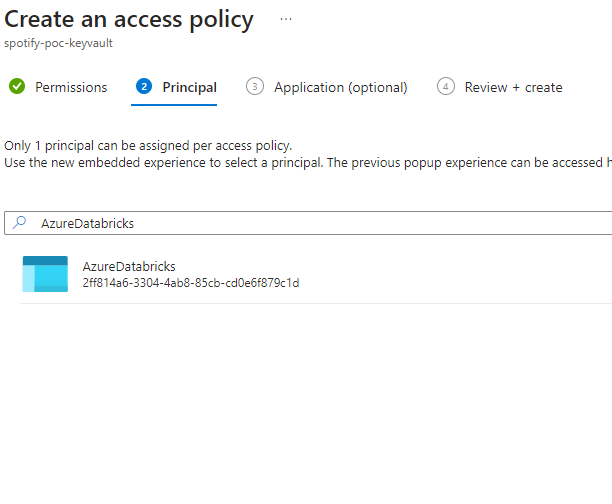 Create an access policy ...
spotify-poc-keyvault
Permissions
2 Principal
3 Application (optional)
4 Review + create
Only 1 principal can be assigned per access policy.
Use the new embedded experience to select a principal. The previous popup experience can be accessed
AzureDatabricks
AzureDatabricks
2ff814a6-3304-4ab8-85cb-cd0e6f879c1d